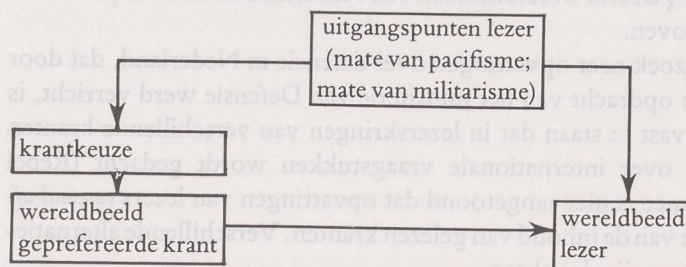 uitgangspunten lezer
(mate van pacifisme;
mate van militarisme)
krantkeuze
wereldbeeld
geprefereerde krant
wereldbeeld
lezer